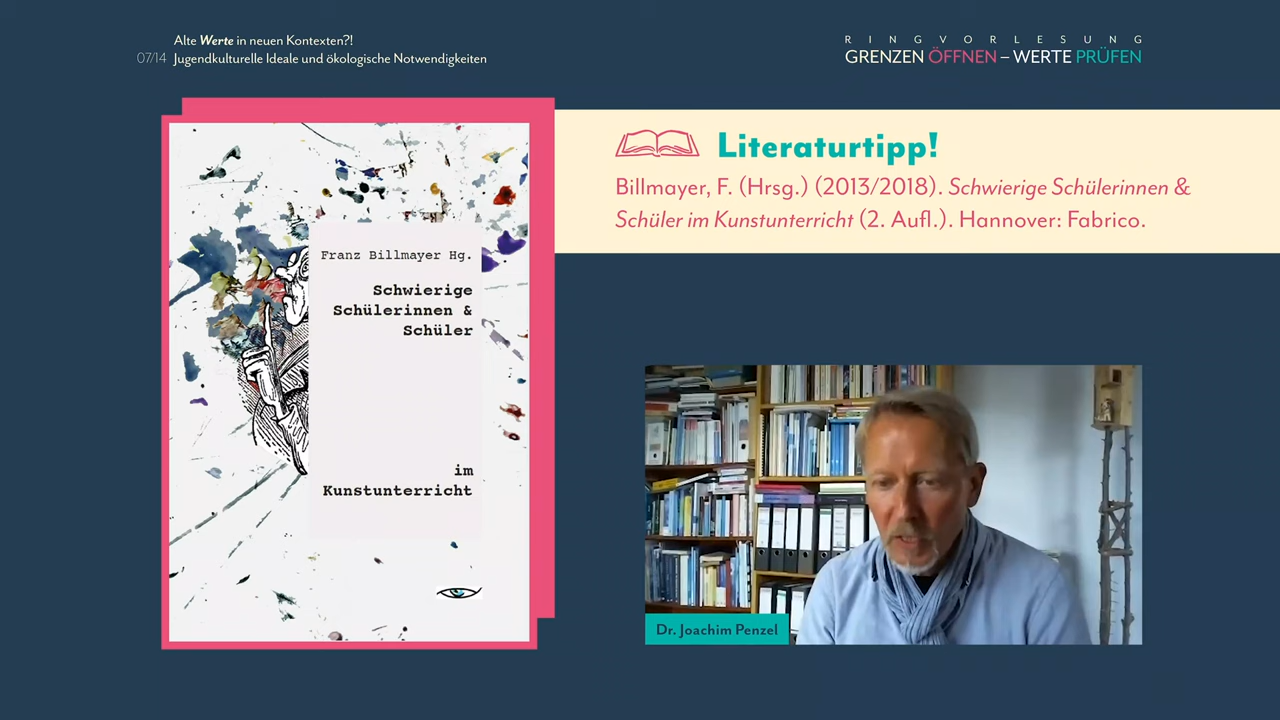 Alte Werte in neuen Kontexten?!
07/14 Jugendkulturelle Ideale und ökologische Notwendigkeiten
RINGVORLESUNG
GRENZEN ÖFFNEN – WERTE PRÜFEN
Literaturtipp!
Billmayer, F. (Hrsg.) (2013/2018). Schwierige Schülerinnen &
Schüler im Kunstunterricht (2. Aufl.). Hannover: Fabrico.
Franz Billmayer Hg.
Schwierige
Schülerinnen &
Schüler
im
Kunstunterricht
Dr. Joachim Penzel